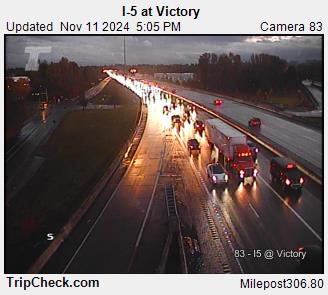 I-5 at Victory
Updated Nov 11 2024 5:05 PM
Camera 83
T
S
83 - I5 @ Victory
TripCheck.com
Milepost306.80